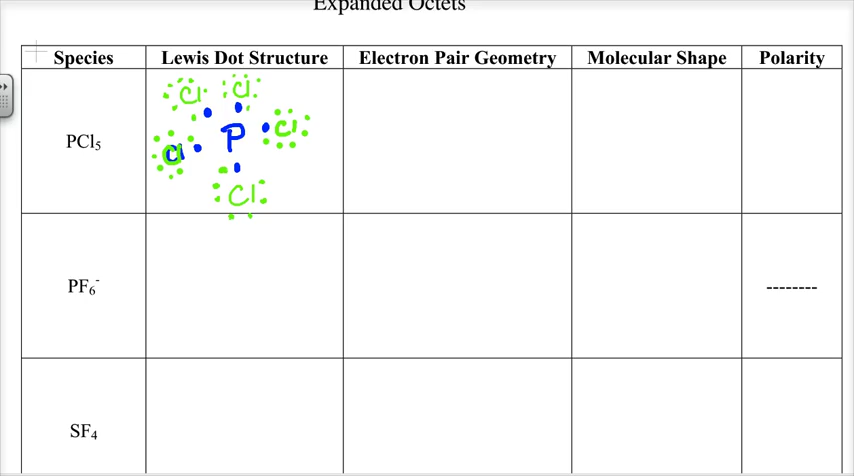 Expanded Octets
Species Lewis Dot Structure Electron Pair Geometry Molecular Shape Polarity
Cl Cl
PCl₅ P Cl
Cl
Cl
PF₆⁻ --------
SF₄